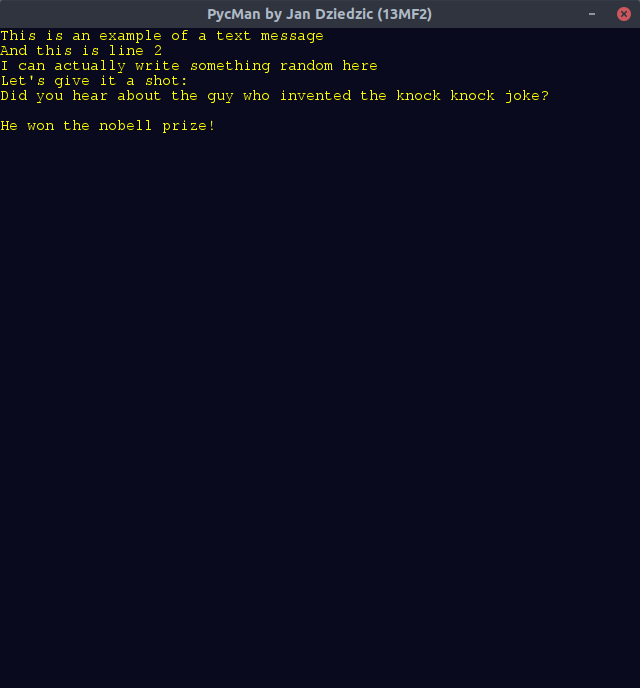 PycMan by Jan Dziedzic (13MF2)
This is an example of a text message
And this is line 2
I can actually write something random here
Let's give it a shot:
Did you hear about the guy who invented the knock knock joke?
He won the nobell prize!